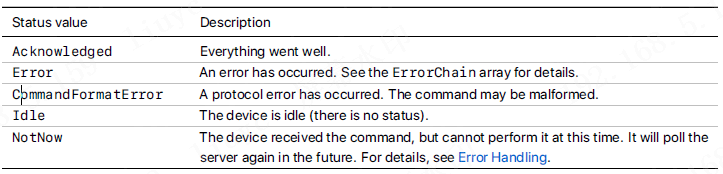 Status value Description
Acknowledged Everything went well.
Error An error has occurred. See the ErrorChain array for details.
CommandFormatError A protocol error has occurred. The command may be malformed.
Idle The device is idle (there is no status).
NotNow The device received the command, but cannot perform it at this time. It will poll the
server again in the future. For details, see Error Handling.